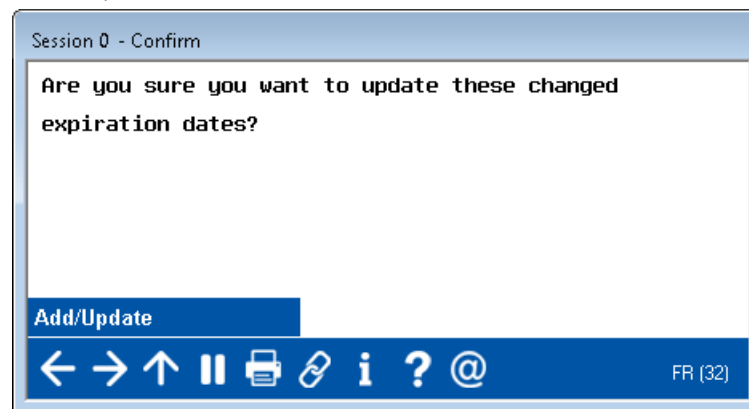 Session 0 - Confirm
Are you sure you want to update these changed
expiration dates?
Add/Update
i ? @
FR (32)